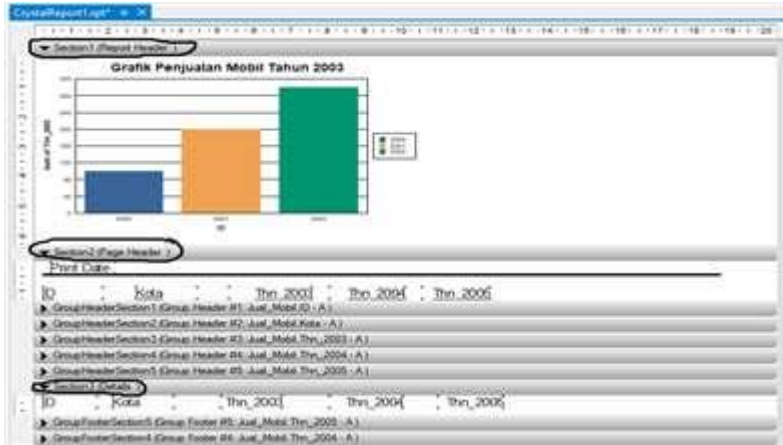 CrystalReport1.rpt*
Section1 (Report Header )
Grafik Penjualan Mobil Tahun 2003
Section2 (Page Header )
Print Date
ID Kota Thn_2003 Thn_2004 Thn_2005
GroupHeaderSection1 (Group Header #1: Jual_Mobil.ID - A )
GroupHeaderSection2 (Group Header #2: Jual_Mobil.Kota - A )
GroupHeaderSection3 (Group Header #3: Jual_Mobil.Thn_2003 - A )
GroupHeaderSection4 (Group Header #4: Jual_Mobil.Thn_2004 - A )
GroupHeaderSection5 (Group Header #5: Jual_Mobil.Thn_2005 - A )
Section3 (Details )
ID Kota Thn_2003 Thn_2004 Thn_2005
GroupFooterSection5 (Group Footer #5: Jual_Mobil.Thn_2005 - A )
GroupFooterSection4 (Group Footer #4: Jual_Mobil.Thn_2004 - A )